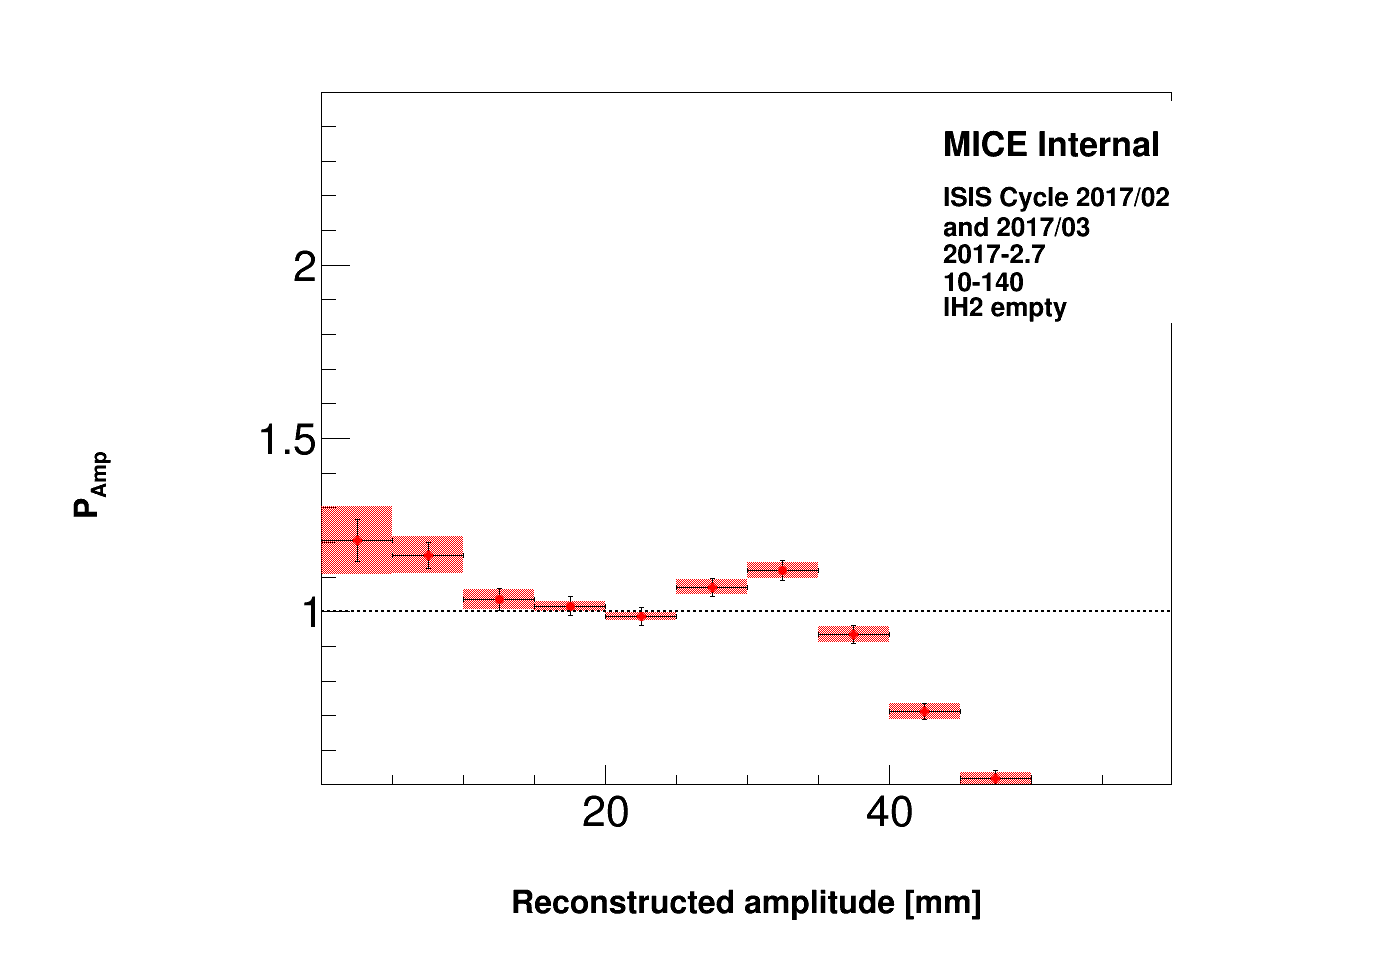 MICE Internal
ISIS Cycle 2017/02
and 2017/03
2017-2.7
10-140
lH2 empty
2
1.5
1
P_Amp
20 40
Reconstructed amplitude [mm]